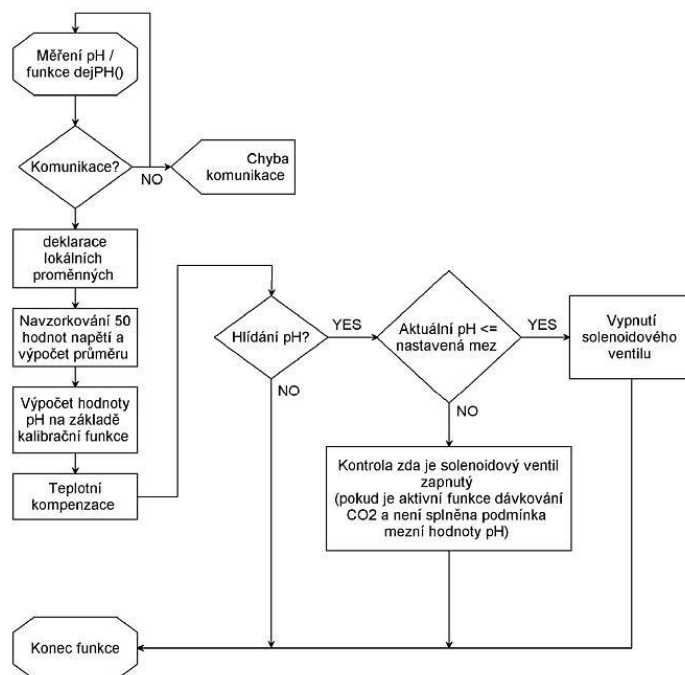 Měření pH /
funkce dejPH()
Komunikace?
NO
Chyba
komunikace
deklarace
lokálních
proměnných
Navzorkování 50
hodnot napětí a
výpočet průměru
Výpočet hodnoty
pH na základě
kalibrační funkce
Teplotní
kompenzace
Hlídání pH?
YES
NO
Aktuální pH <=
nastavená mez
YES
NO
Vypnutí
solenoidového
ventilu
Kontrola zda je solenoidový ventil
zapnutý
(pokud je aktivní funkce dávkování
CO2 a není splněna podmínka
mezní hodnoty pH)
Konec funkce